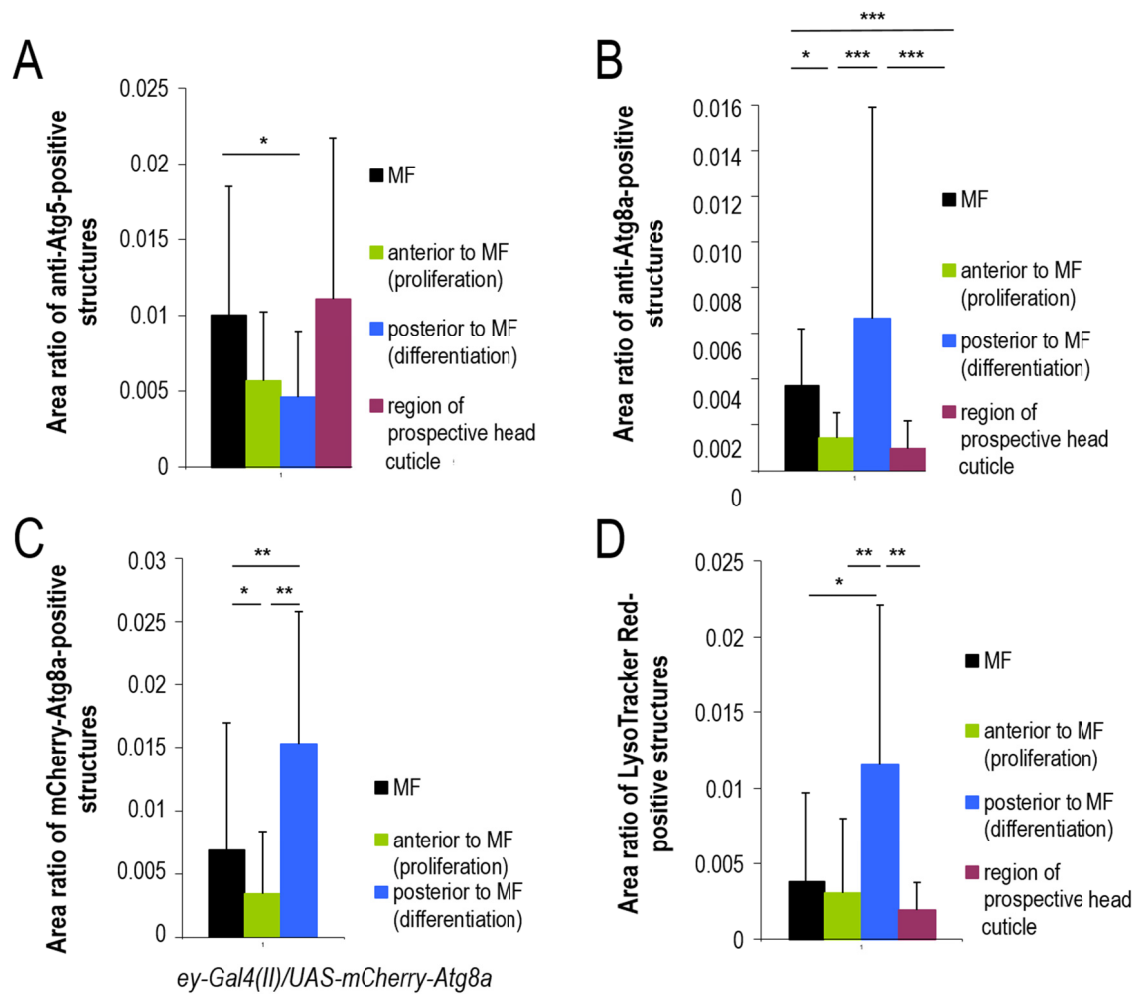 A
Area ratio of anti-Atg5-positive
structures
0.025
0.02
0.015
0.01
0.005
0
*
1
MF
anterior to MF
(proliferation)
posterior to MF
(differentiation)
region of
prospective head
cuticle
B
Area ratio of anti-Atg8a-positive
structures
***
* *** ***
0.016
0.014
0.012
0.016
0.008
0.006
0.004
0.002
0
1
MF
anterior to MF
(proliferation)
posterior to MF
(differentiation)
region of
prospective head
cuticle
C
Area ratio of mCherry-Atg8a-positive
structures
0.03
0.025
0.02
0.015
0.01
0.005
0
**
* **
1
MF
anterior to MF
(proliferation)
posterior to MF
(differentiation)
ey-Gal4(II)/UAS-mCherry-Atg8a
D
Area ratio of LysoTracker Red-
positive structures
0.025
0.02
0.015
0.01
0.005
0
** **
*
1
MF
anterior to MF
(proliferation)
posterior to MF
(differentiation)
region of
prospective head
cuticle